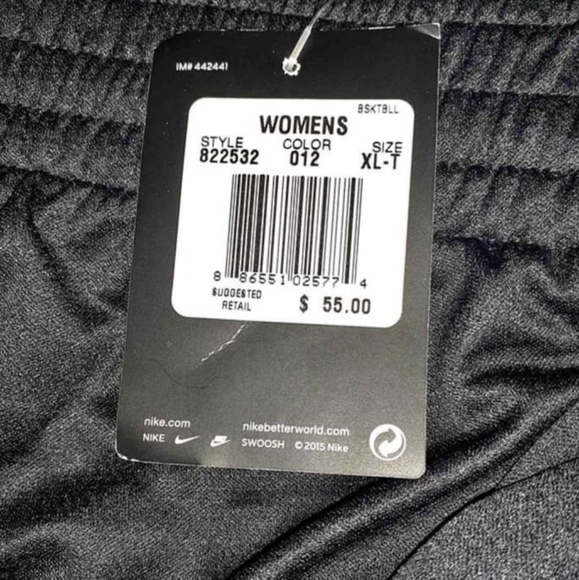 IM# 442441
BSKTBLL
WOMENS
STYLE COLOR SIZE
822532 012 XL-T
8 86551 02577 4
SUGGESTED
RETAIL $ 55.00
nike.com nikebetterworld.com
NIKE SWOOSH © 2015 Nike